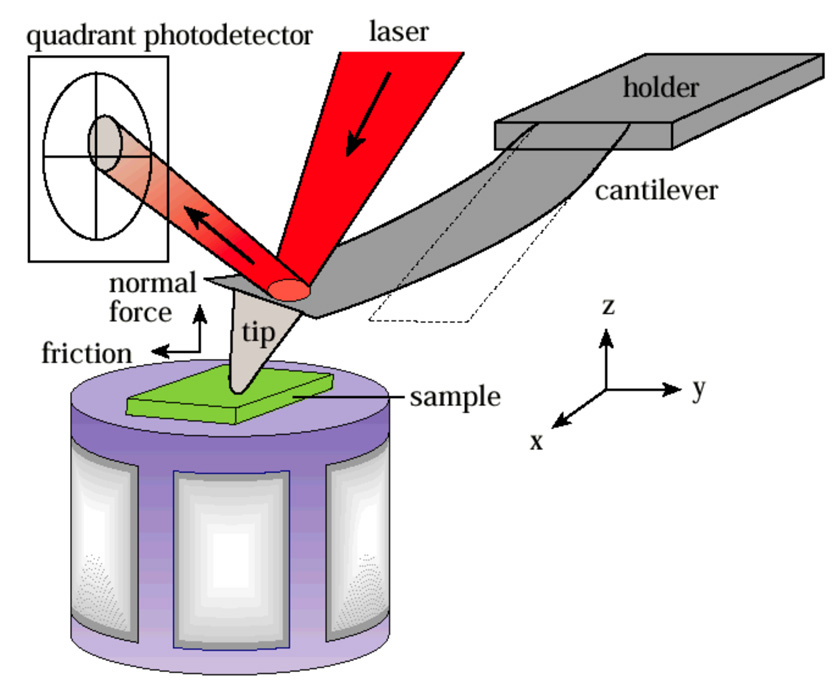 quadrant photodetector
laser
holder
cantilever
normal
force
tip
friction
sample
z
y
x